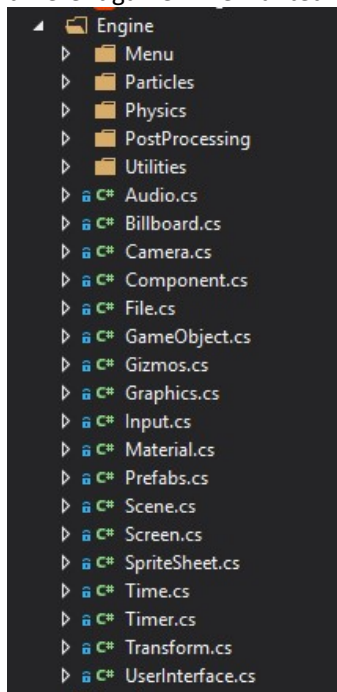 Engine
Menu
Particles
Physics
PostProcessing
Utilities
C# Audio.cs
C# Billboard.cs
C# Camera.cs
C# Component.cs
C# File.cs
C# GameObject.cs
C# Gizmos.cs
C# Graphics.cs
C# Input.cs
C# Material.cs
C# Prefabs.cs
C# Scene.cs
C# Screen.cs
C# SpriteSheet.cs
C# Time.cs
C# Timer.cs
C# Transform.cs
C# UserInterface.cs